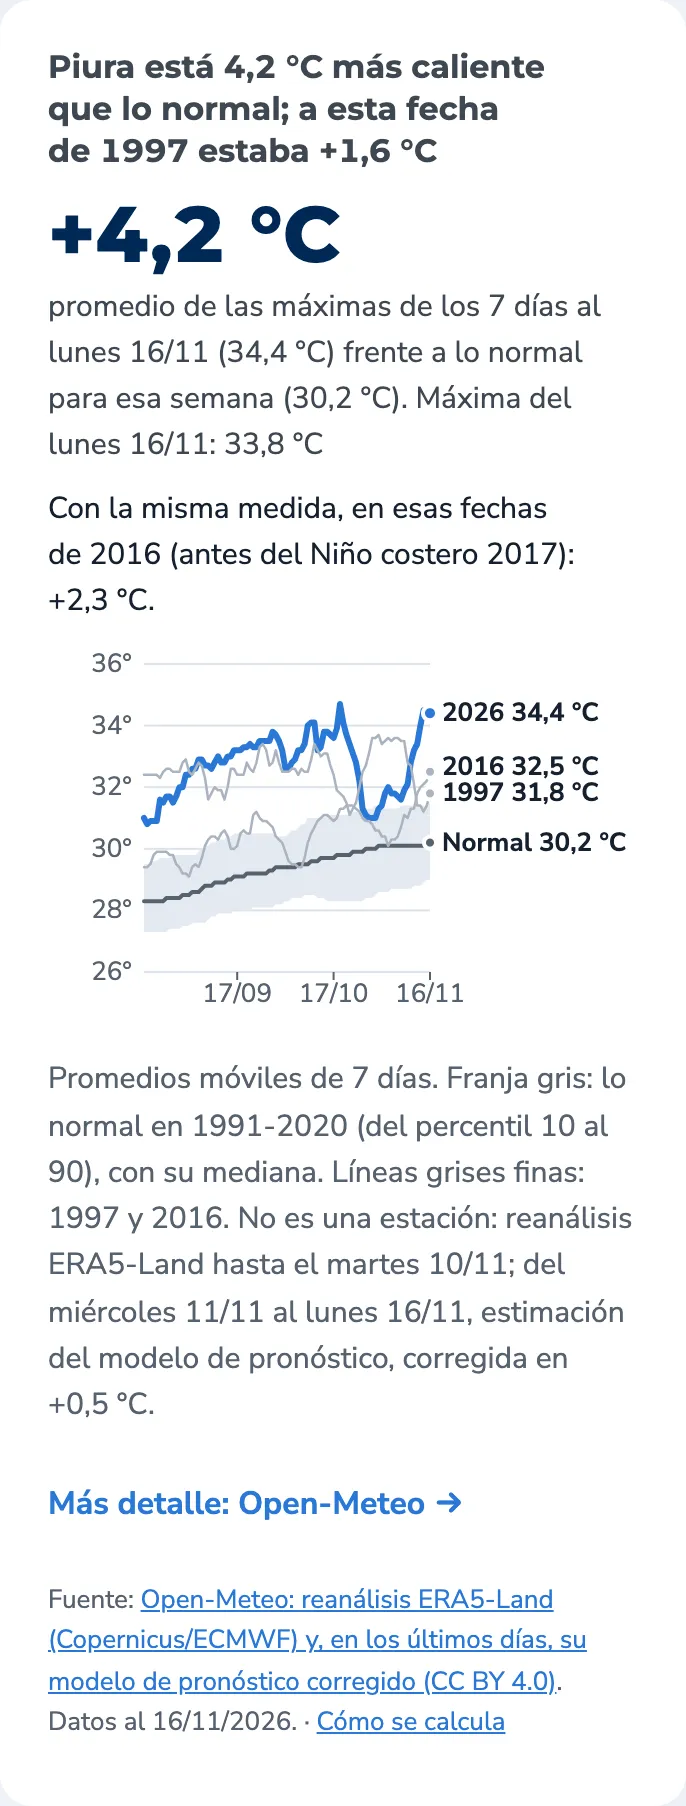 Piura está 4,2 °C más caliente
que lo normal; a esta fecha
de 1997 estaba +1,6 °C
+4,2 °C
promedio de las máximas de los 7 días al
lunes 16/11 (34,4 °C) frente a lo normal
para esa semana (30,2 °C). Máxima del
lunes 16/11: 33,8 °C
Con la misma medida, en esas fechas
de 2016 (antes del Niño costero 2017):
+2,3 °C.
36°
34°
32°
30°
28°
26°
2026 34,4 °C
2016 32,5 °C
1997 31,8 °C
Normal 30,2 °C
17/09 17/10 16/11
Promedios móviles de 7 días. Franja gris: lo
normal en 1991-2020 (del percentil 10 al
90), con su mediana. Líneas grises finas:
1997 y 2016. No es una estación: reanálisis
ERA5-Land hasta el martes 10/11; del
miércoles 11/11 al lunes 16/11, estimación
del modelo de pronóstico, corregida en
+0,5 °C.
Más detalle: Open-Meteo →
Fuente: Open-Meteo: reanálisis ERA5-Land
(Copernicus/ECMWF) y, en los últimos días, su
modelo de pronóstico corregido (CC BY 4.0).
Datos al 16/11/2026. · Cómo se calcula